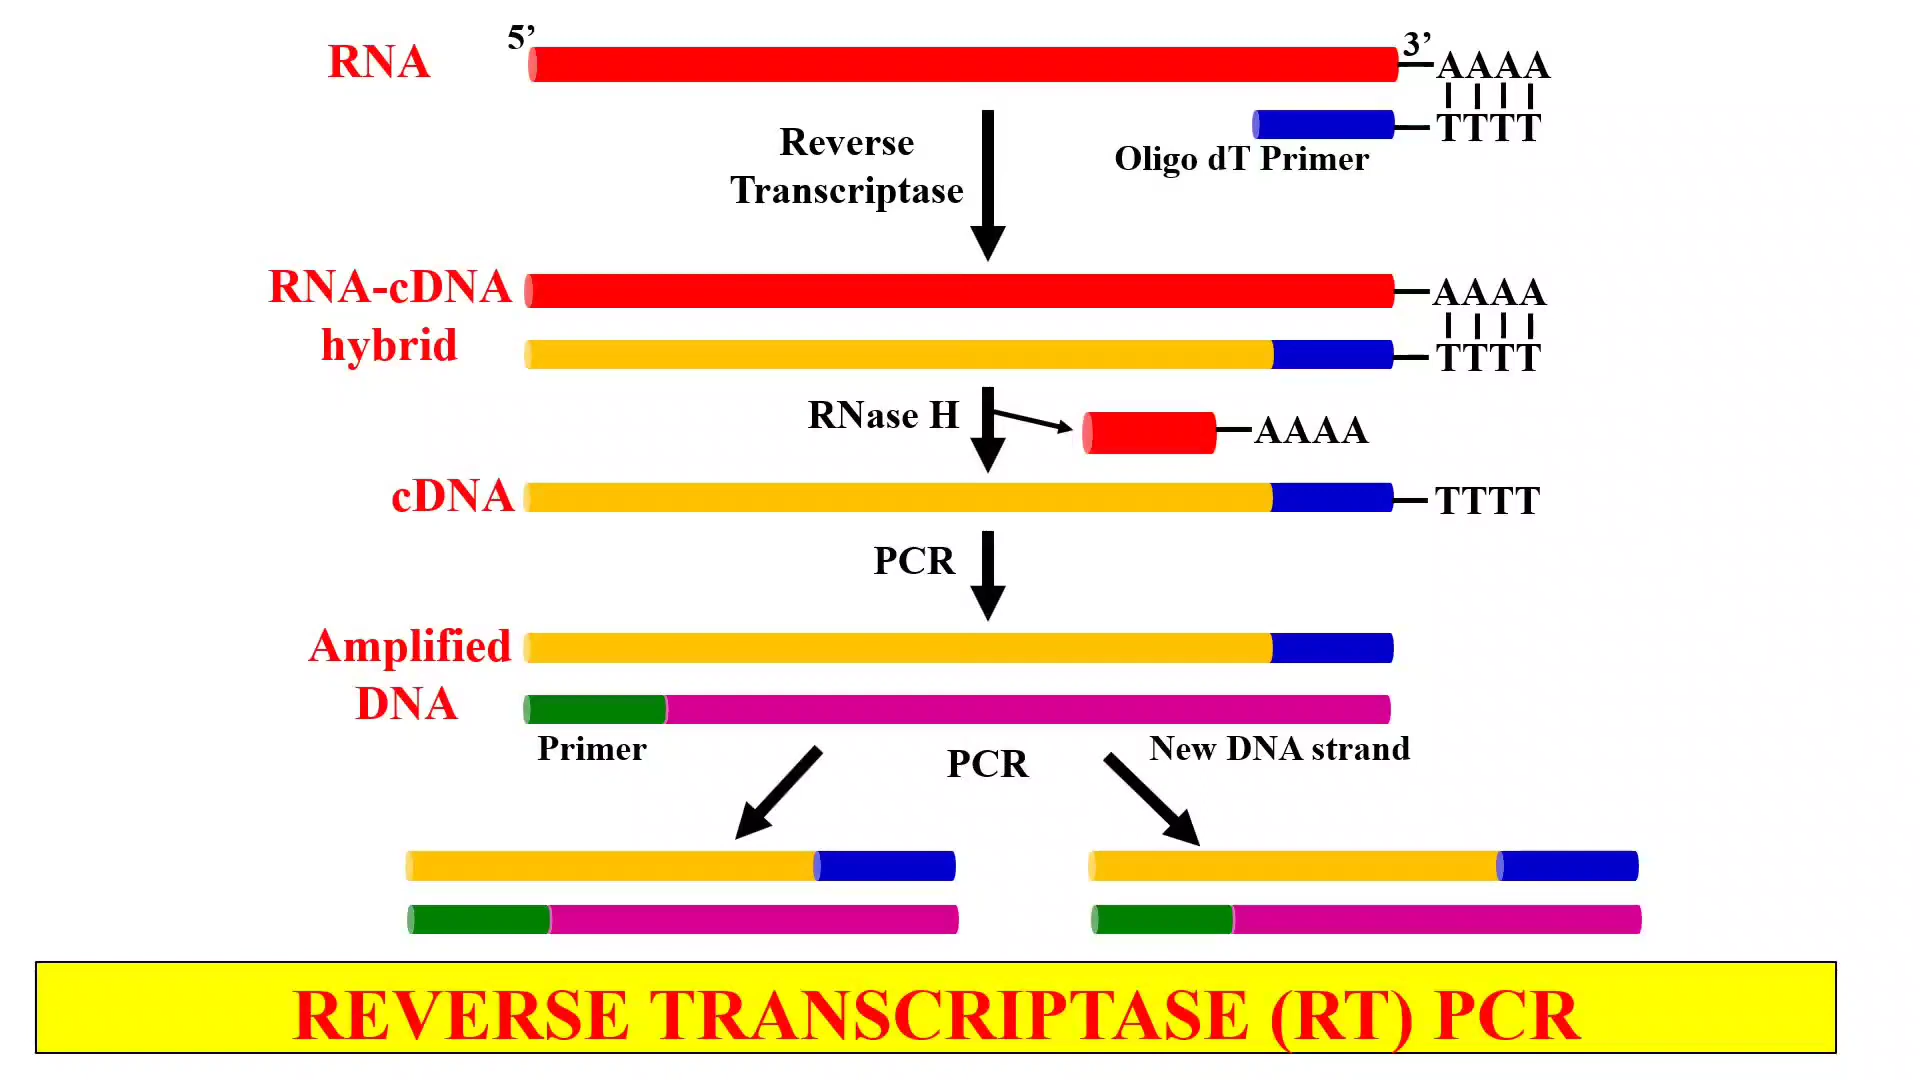 5’
RNA
3’
AAAA
TTTT
Oligo dT Primer
Reverse
Transcriptase
RNA-cDNA
hybrid
AAAA
TTTT
RNase H
AAAA
cDNA
TTTT
PCR
Amplified
DNA
Primer
PCR
New DNA strand
REVERSE TRANSCRIPTASE (RT) PCR